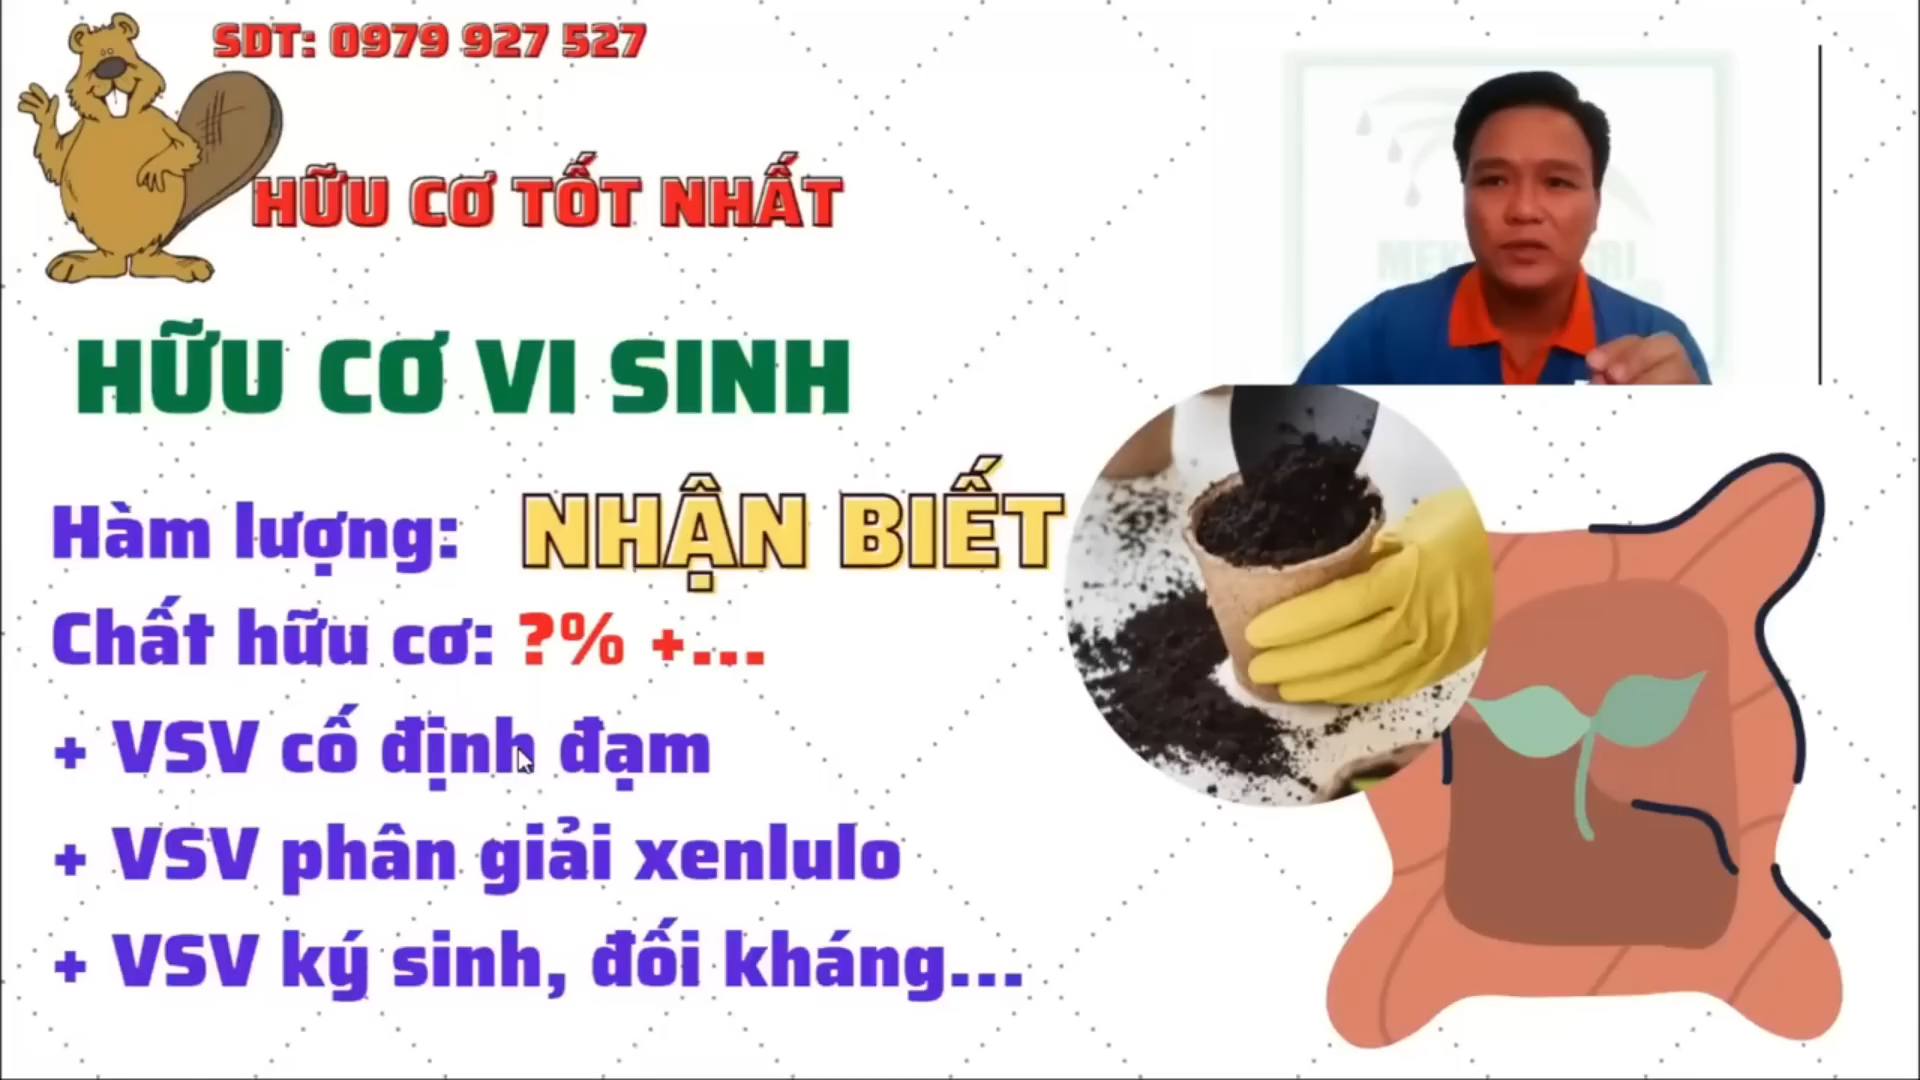 SDT: 0979 927 527
HỮU CƠ TỐT NHẤT
HỮU CƠ VI SINH
Hàm lượng:
NHẬN BIẾT
Chất hữu cơ: ?% +...
+ VSV cố định đạm
+ VSV phân giải xenlulo
+ VSV ký sinh, đối kháng...